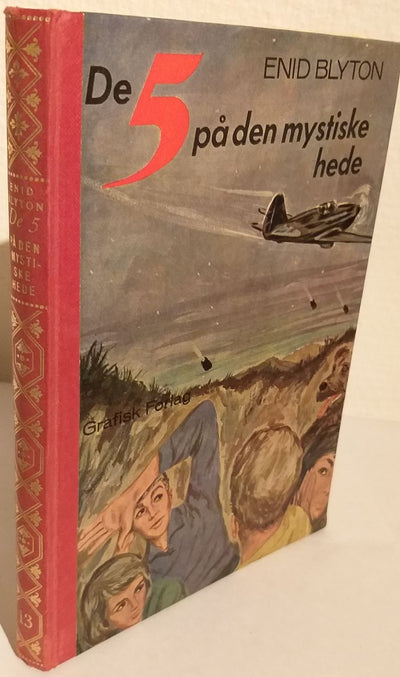 ENID BLYTON
De 5 på den mystiske
hede
Grafisk Forlag
ENID
BLYTON
De 5
PÅ DEN
MYSTI-
SKE
HEDE
13